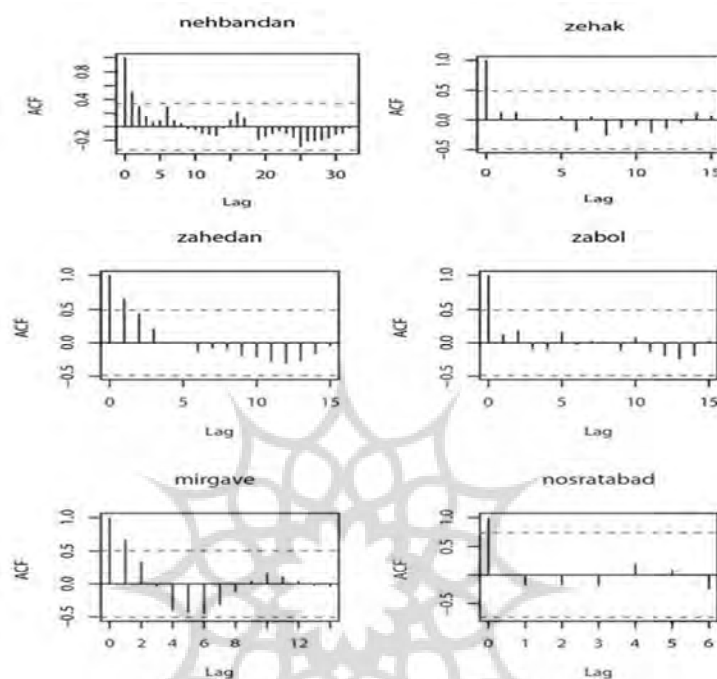 nehbandan
ACF
-0.2 0.4 0.8
0 5 10 20 30
Lag
zehak
ACF
-0.5 0.0 0.5 1.0
0 5 10 15
Lag
zahedan
ACF
-0.5 0.0 0.5 1.0
0 5 10 15
Lag
zabol
ACF
-0.5 0.0 0.5 1.0
0 5 10 15
Lag
mirgave
ACF
-0.5 0.0 0.5 1.0
0 2 4 6 8 12
Lag
nosratabad
ACF
-0.5 0.0 0.5 1.0
0 1 2 3 4 5 6
Lag